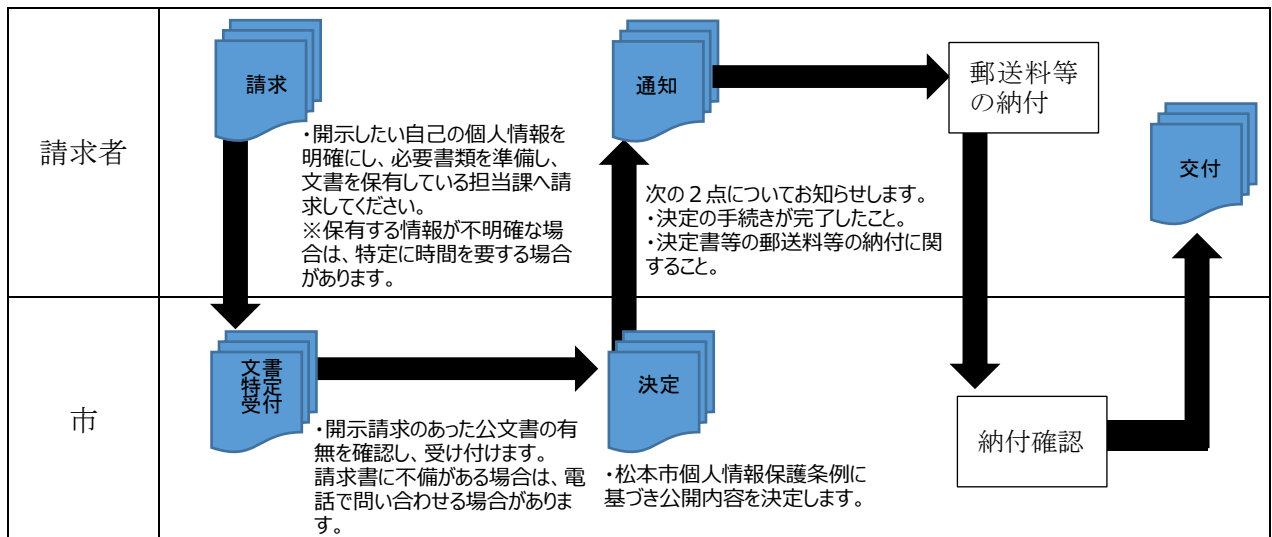 請求者
請求
・開示したい自己の個人情報を
明確にし、必要書類を準備し、
文書を保有している担当課へ請
求してください。
※保有する情報が不明確な場
合は、特定に時間を要する場合
があります。
通知
次の2点についてお知らせします。
・決定の手続きが完了したこと。
・決定書等の郵送料等の納付に関
すること。
郵送料等
の納付
交付
市
文書
特定
受付
・開示請求のあった公文書の有
無を確認し、受け付けます。
請求書に不備がある場合は、電
話で問い合わせる場合がありま
す。
決定
・松本市個人情報保護条例に
基づき公開内容を決定します。
納付確認